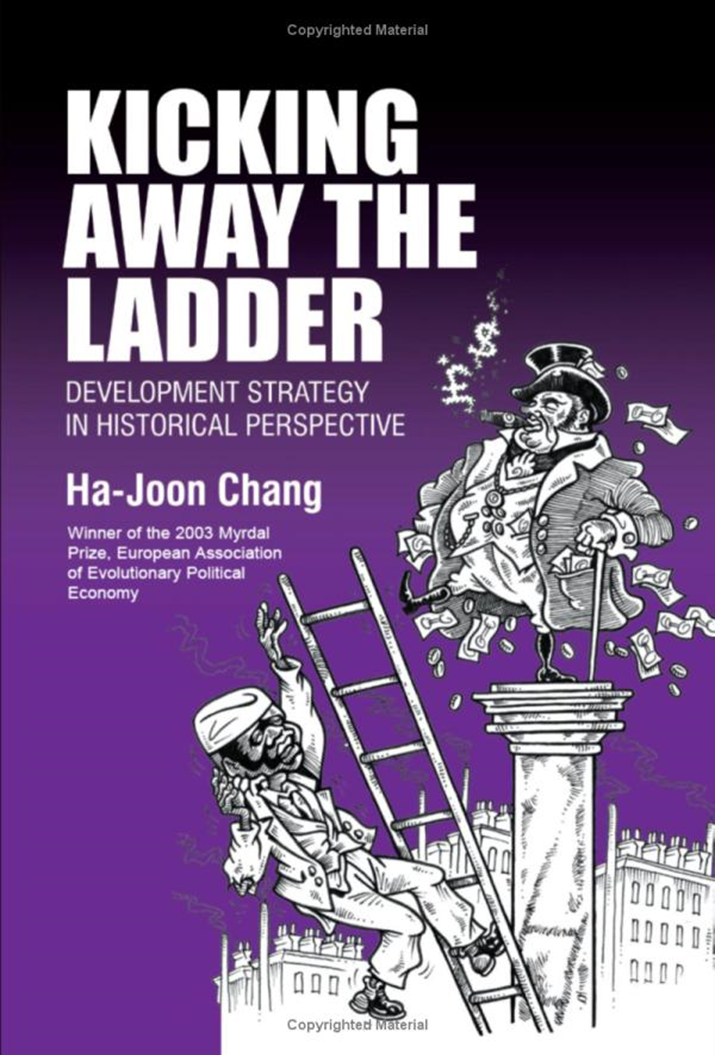 Copyrighted Material
KICKING
AWAY THE
LADDER
DEVELOPMENT STRATEGY
IN HISTORICAL PERSPECTIVE
Ha-Joon Chang
Winner of the 2003 Myrdal
Prize, European Association
of Evolutionary Political
Economy
$
£
Copyrighted Material